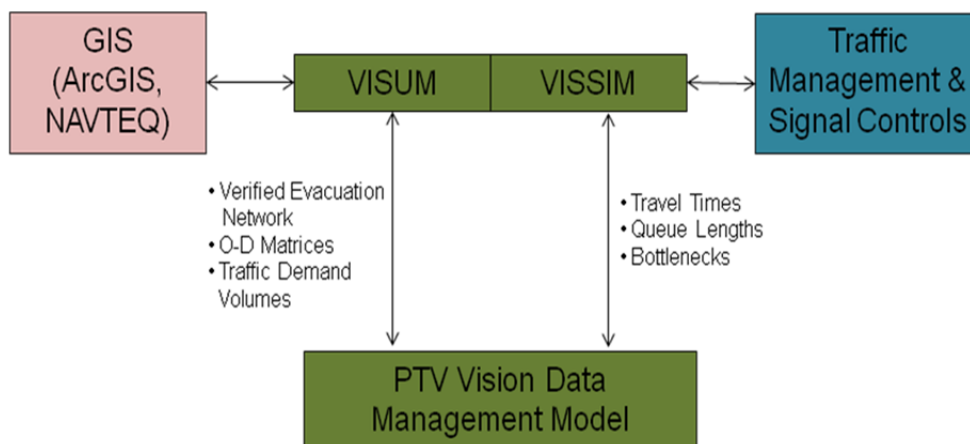 GIS
(ArcGIS,
NAVTEQ)
VISUM
VISSIM
Traffic
Management &
Signal Controls
• Verified Evacuation
Network
• O-D Matrices
• Traffic Demand
Volumes
• Travel Times
• Queue Lengths
• Bottlenecks
PTV Vision Data
Management Model